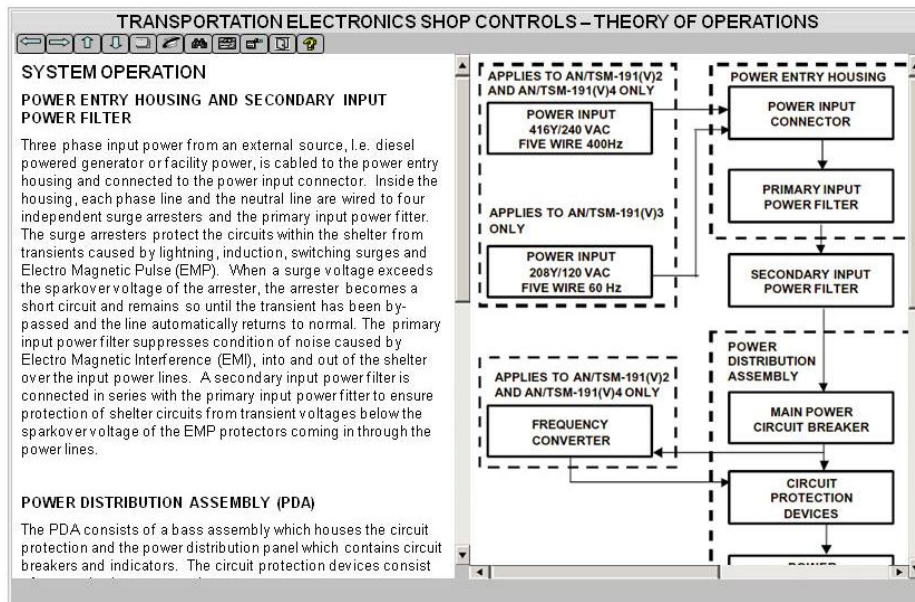 TRANSPORTATION ELECTRONICS SHOP CONTROLS – THEORY OF OPERATIONS
SYSTEM OPERATION
POWER ENTRY HOUSING AND SECONDARY INPUT
POWER FILTER
Three phase input power from an external source, I.e. diesel
powered generator or facility power, is cabled to the power entry
housing and connected to the power input connector. Inside the
housing, each phase line and the neutral line are wired to four
independent surge arresters and the primary input power fitter.
The surge arresters protect the circuits within the shelter from
transients caused by lightning, induction, switching surges and
Electro Magnetic Pulse (EMP). When a surge voltage exceeds
the sparkover voltage of the arrester, the arrester becomes a
short circuit and remains so until the transient has been by-
passed and the line automatically returns to normal. The primary
input power filter suppresses condition of noise caused by
Electro Magnetic Interference (EMI), into and out of the shelter
over the input power lines. A secondary input power filter is
connected in series with the primary input power fitter to ensure
protection of shelter circuits from transient voltages below the
sparkover voltage of the EMP protectors coming in through the
power lines.
POWER DISTRIBUTION ASSEMBLY (PDA)
The PDA consists of a bass assembly which houses the circuit
protection and the power distribution panel which contains circuit
breakers and indicators. The circuit protection devices consist
APPLIES TO AN/TSM-191(V)2
AND AN/TSM-191(V)4 ONLY
POWER INPUT
416Y/240 VAC
FIVE WIRE 400Hz
APPLIES TO AN/TSM-191(V)3
ONLY
POWER INPUT
208Y/120 VAC
FIVE WIRE 60 Hz
APPLIES TO AN/TSM-191(V)2
AND AN/TSM-191(V)4 ONLY
FREQUENCY
CONVERTER
POWER ENTRY HOUSING
POWER INPUT
CONNECTOR
PRIMARY INPUT
POWER FILTER
SECONDARY INPUT
POWER FILTER
POWER
DISTRIBUTION
ASSEMBLY
MAIN POWER
CIRCUIT BREAKER
CIRCUIT
PROTECTION
DEVICES
POWER